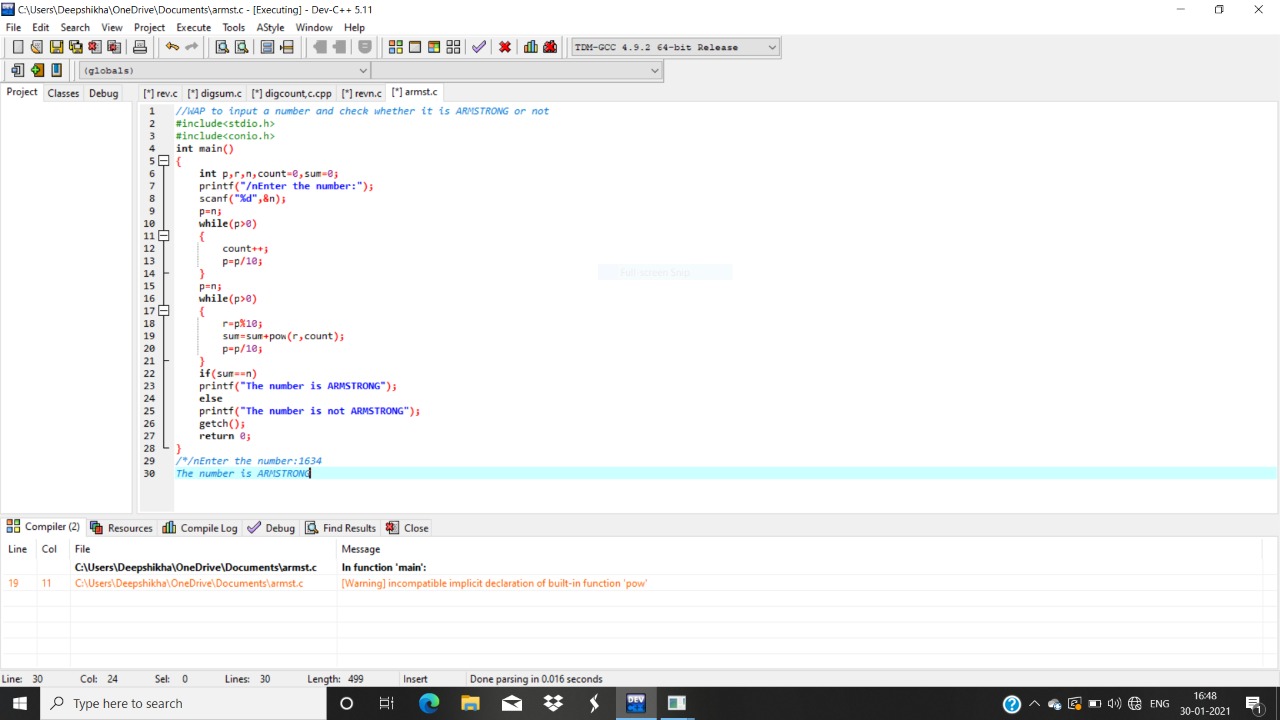 C:\Users\Deepshikha\OneDrive\Documents\armst.c - [Executing] - Dev-C++ 5.11
File Edit Search View Project Execute Tools AStyle Window Help
TDM-GCC 4.9.2 64-bit Release
(globals)
Project Classes Debug [*] rev.c [*] digsum.c [*] digcount,c.cpp [*] revn.c [*] armst.c
1 //WAP to input a number and check whether it is ARMSTRONG or not
2 #include<stdio.h>
3 #include<conio.h>
4 int main()
5 {
6 int p,r,n,count=0,sum=0;
7 printf("/nEnter the number:");
8 scanf("%d",&n);
9 p=n;
10 while(p>0)
11 {
12 count++;
13 p=p/10;
14 }
15 p=n;
16 while(p>0)
17 {
18 r=p%10;
19 sum=sum+pow(r,count);
20 p=p/10;
21 }
22 if(sum==n)
23 printf("The number is ARMSTRONG");
24 else
25 printf("The number is not ARMSTRONG");
26 getch();
27 return 0;
28 }
29 /*/nEnter the number:1634
30 The number is ARMSTRONG
Full-screen Snip
Compiler (2) Resources Compile Log Debug Find Results Close
Line Col File Message
C:\Users\Deepshikha\OneDrive\Documents\armst.c In function 'main':
19 11 C:\Users\Deepshikha\OneDrive\Documents\armst.c [Warning] incompatible implicit declaration of built-in function 'pow'
Line: 30 Col: 24 Sel: 0 Lines: 30 Length: 499 Insert Done parsing in 0.016 seconds
Type here to search
DEV
ENG
16:48
30-01-2021
1